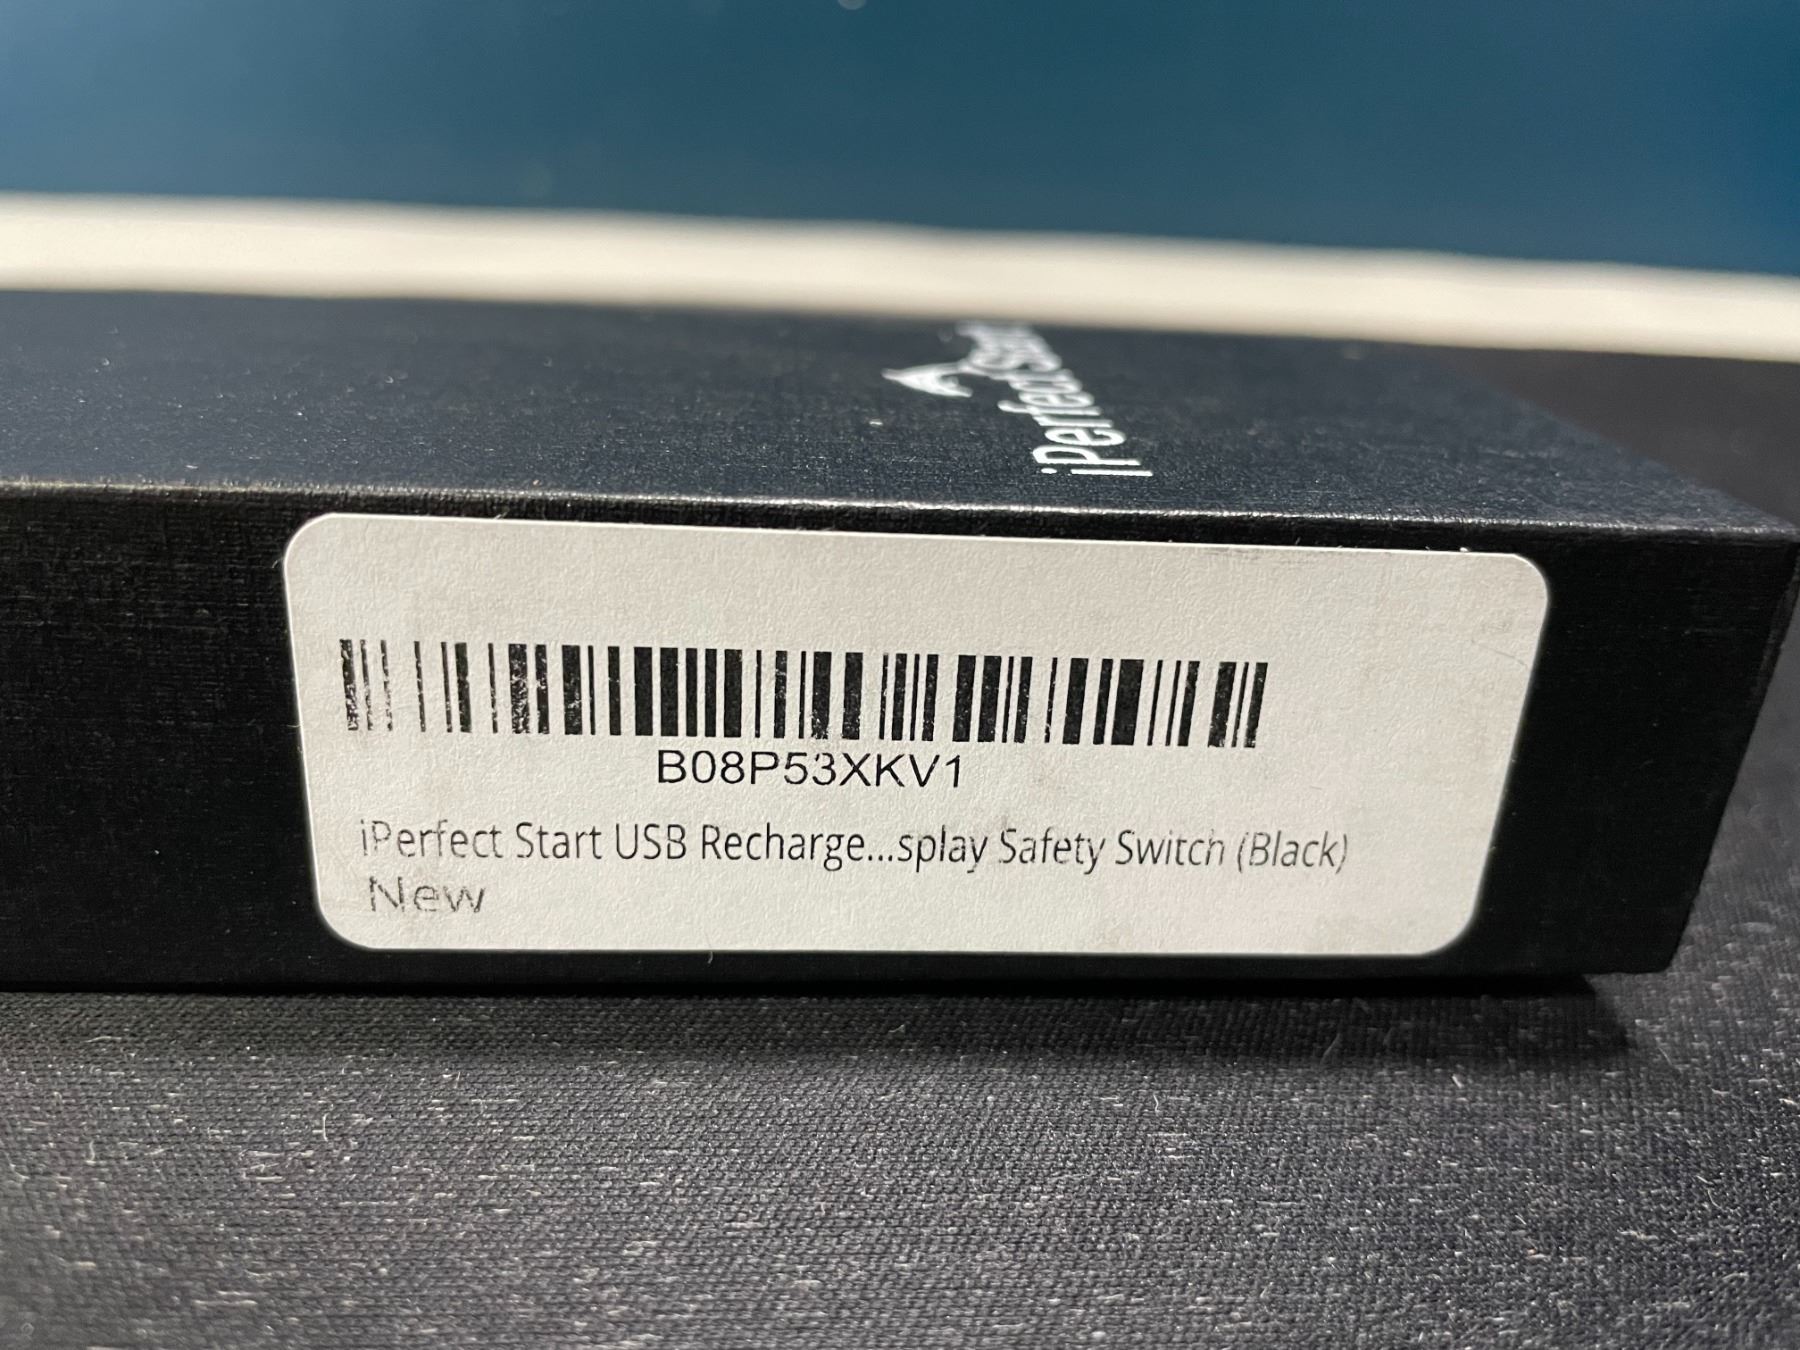 iPerfect Start
B08P53XKV1
iPerfect Start USB Recharge...splay Safety Switch (Black)
New